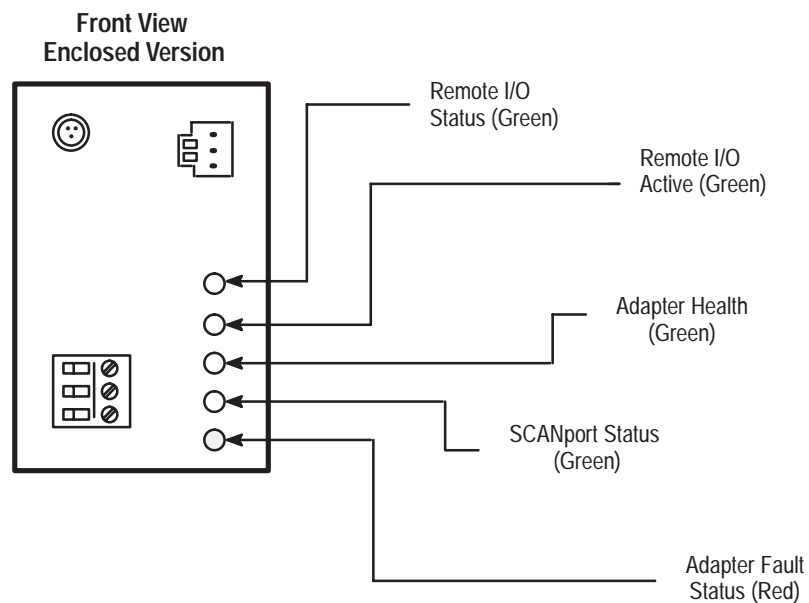 Front View
Enclosed Version
Remote I/O
Status (Green)
Remote I/O
Active (Green)
Adapter Health
(Green)
SCANport Status
(Green)
Adapter Fault
Status (Red)